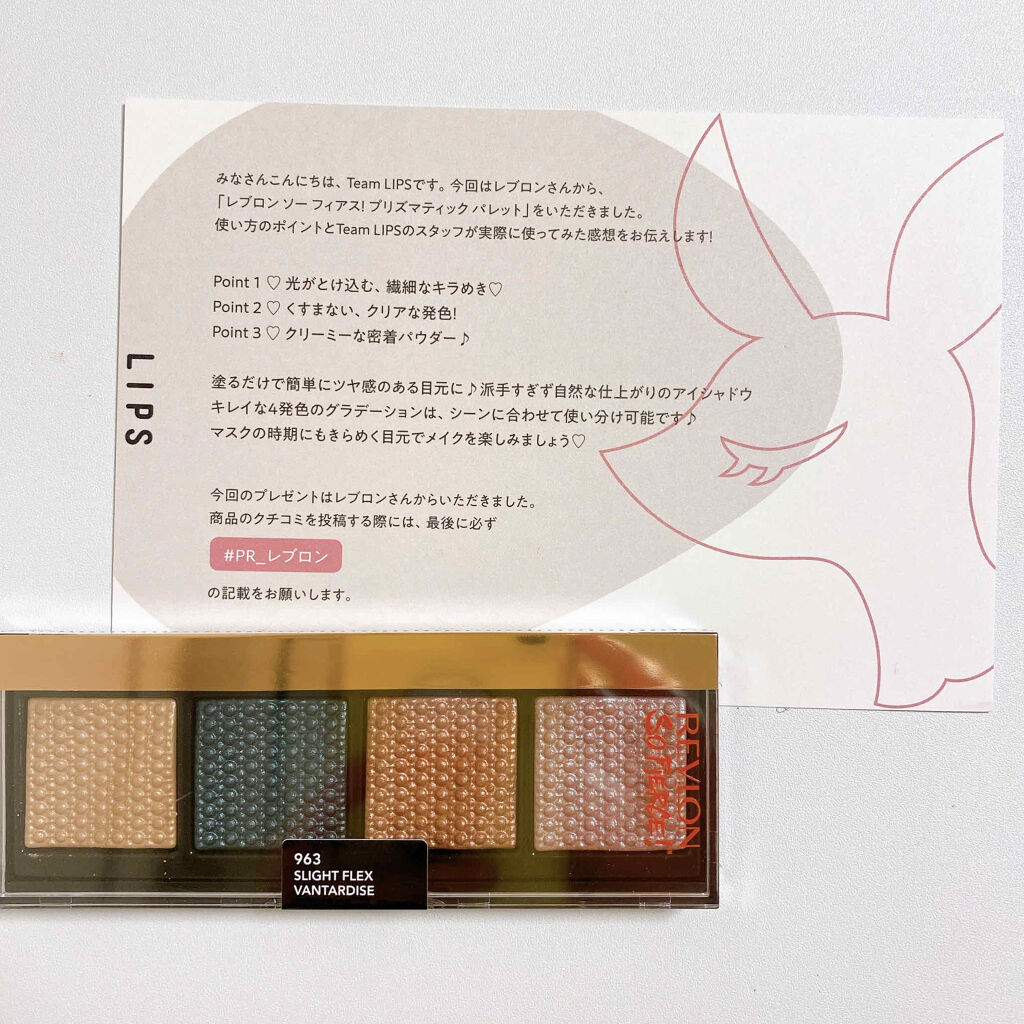 みなさんこんにちは、Team LIPSです。今回はレブロンさんから、
「レブロン ソー フィアス! プリズマティック パレット」をいただきました。
使い方のポイントとTeam LIPSのスタッフが実際に使ってみた感想をお伝えします!
Point 1 ♡ 光がとけ込む、繊細なキラめき♡
Point 2 ♡ くすまない、クリアな発色!
Point 3 ♡ クリーミーな密着パウダー♪
LIPS
塗るだけで簡単にツヤ感のある目元に♪派手すぎず自然な仕上がりのアイシャドウ
キレイな4発色のグラデーションは、シーンに合わせて使い分け可能です♪
マスクの時期にもきらめく目元でメイクを楽しみましょう♡
今回のプレゼントはレブロンさんからいただきました。
商品のクチコミを投稿する際には、最後に必ず
#PR_レブロン
の記載をお願いします。
REVLON
SO FIERCE!
963
SLIGHT FLEX
VANTARDISE